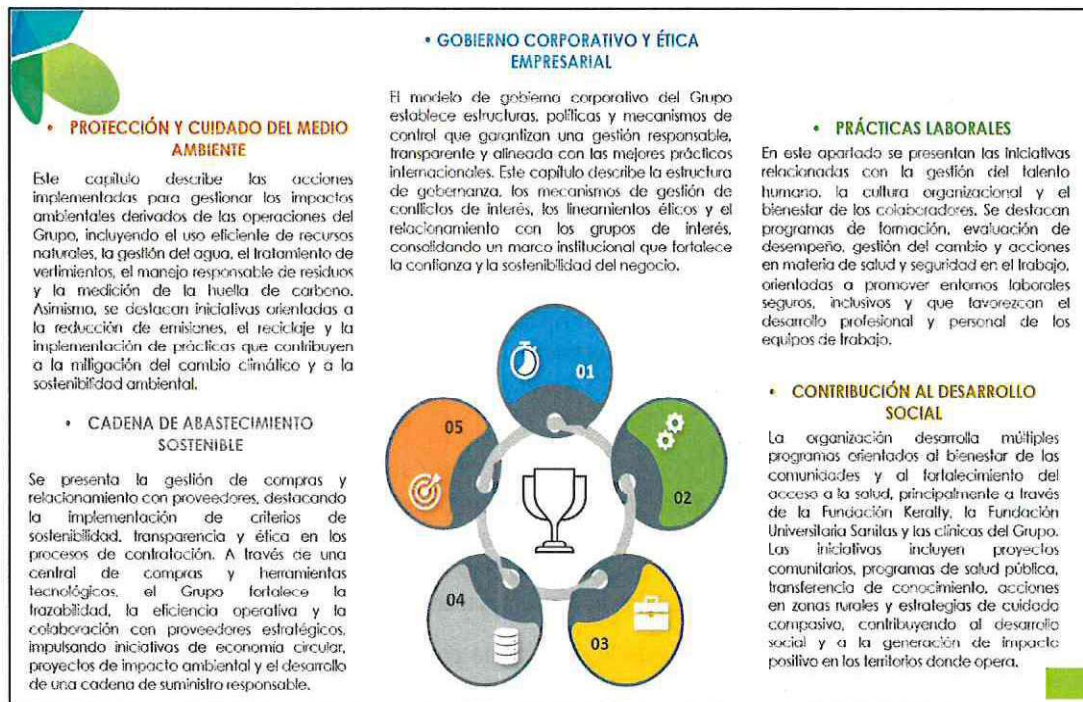 • PROTECCIÓN Y CUIDADO DEL MEDIO
AMBIENTE
Este capítulo describe las acciones
implementadas para gestionar los impactos
ambientales derivados de las operaciones del
Grupo, incluyendo el uso eficiente de recursos
naturales, la gestión del agua, el tratamiento de
vertimientos, el manejo responsable de residuos
y la medición de la huella de carbono.
Asimismo, se destacan iniciativas orientadas a
la reducción de emisiones, el reciclaje y la
implementación de prácticas que contribuyen
a la mitigación del cambio climático y a la
sostenibilidad ambiental.
• CADENA DE ABASTECIMIENTO
SOSTENIBLE
Se presenta la gestión de compras y
relacionamiento con proveedores, destacando
la implementación de criterios de
sostenibilidad, transparencia y ética en los
procesos de contratación. A través de una
central de compras y herramientas
tecnológicas, el Grupo fortalece la
trazabilidad, la eficiencia operativa y la
colaboración con proveedores estratégicos,
impulsando iniciativas de economía circular,
proyectos de impacto ambiental y el desarrollo
de una cadena de suministro responsable.
• GOBIERNO CORPORATIVO Y ÉTICA
EMPRESARIAL
El modelo de gobierno corporativo del Grupo
establece estructuras, políticas y mecanismos de
control que garantizan una gestión responsable,
transparente y alineada con las mejores prácticas
internacionales. Este capítulo describe la estructura
de gobernanza, los mecanismos de gestión de
conflictos de interés, los lineamientos éticos y el
relacionamiento con los grupos de interés,
consolidando un marco institucional que fortalece
la confianza y la sostenibilidad del negocio.
01
02
03
04
05
• PRÁCTICAS LABORALES
En este apartado se presentan las iniciativas
relacionadas con la gestión del talento
humano, la cultura organizacional y el
bienestar de los colaboradores. Se destacan
programas de formación, evaluación de
desempeño, gestión del cambio y acciones
en materia de salud y seguridad en el trabajo,
orientadas a promover entornos laborales
seguros, inclusivos y que favorezcan el
desarrollo profesional y personal de los
equipos de trabajo.
• CONTRIBUCIÓN AL DESARROLLO
SOCIAL
La organización desarrolla múltiples
programas orientados al bienestar de las
comunidades y al fortalecimiento del
acceso a la salud, principalmente a través
de la Fundación Keralty, la Fundación
Universitaria Sanitas y las clínicas del Grupo.
Las iniciativas incluyen proyectos
comunitarios, programas de salud pública,
transferencia de conocimiento, acciones
en zonas rurales y estrategias de cuidado
compasivo, contribuyendo al desarrollo
social y a la generación de impacto
positivo en los territorios donde opera.